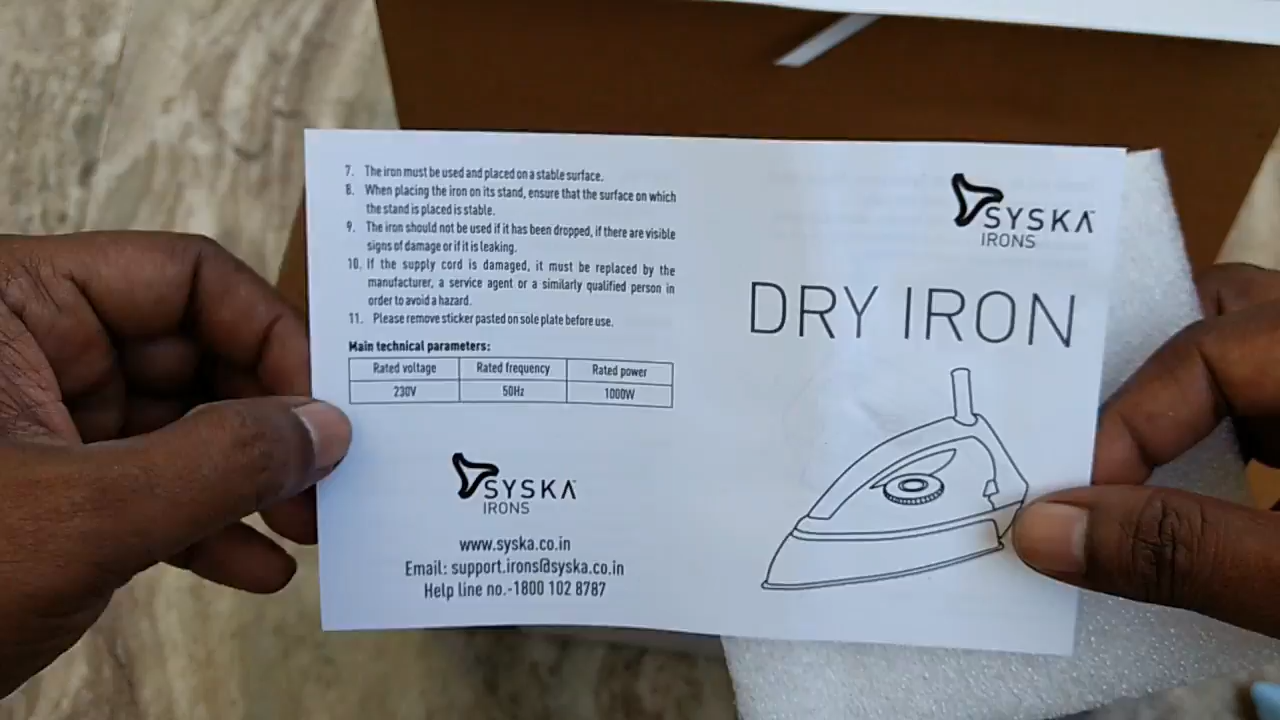 7. The iron must be used and placed on a stable surface.
8. When placing the iron on its stand, ensure that the surface on which
the stand is placed is stable.
9. The iron should not be used if it has been dropped, if there are visible
signs of damage or if it is leaking.
10. If the supply cord is damaged, it must be replaced by the
manufacturer, a service agent or a similarly qualified person in
order to avoid a hazard.
11. Please remove sticker pasted on sole plate before use.
Main technical parameters:
Rated voltage Rated frequency Rated power
230V 50Hz 1000W
SYSKA
IRONS
www.syska.co.in
Email: support.irons@syska.co.in
Help line no.-1800 102 8787
SYSKA
IRONS
DRY IRON